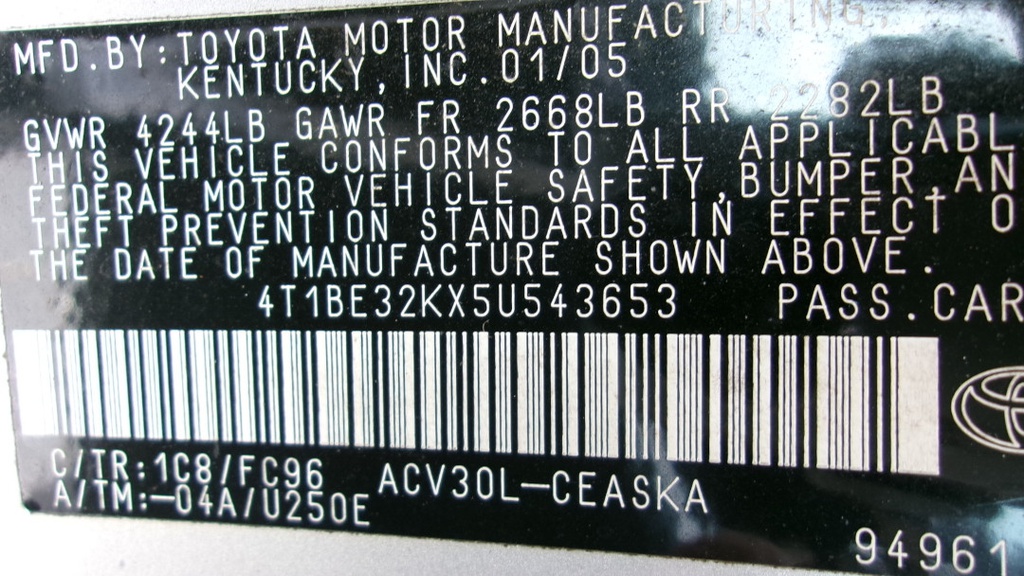 MFD.BY:TOYOTA MOTOR MANUFACTURING,
KENTUCKY, INC. 01/05
GVWR 4244LB GAWR FR 2668LB RR 2282LB
THIS VEHICLE CONFORMS TO ALL APPLICABL
FEDERAL MOTOR VEHICLE SAFETY,BUMPER,AN
THEFT PREVENTION STANDARDS IN EFFECT O
THE DATE OF MANUFACTURE SHOWN ABOVE.
4T1BE32KX5U543653 PASS.CAR
C/TR:1C8/FC96 ACV30L-CEASKA
A/TM:-04A/U250E
94961